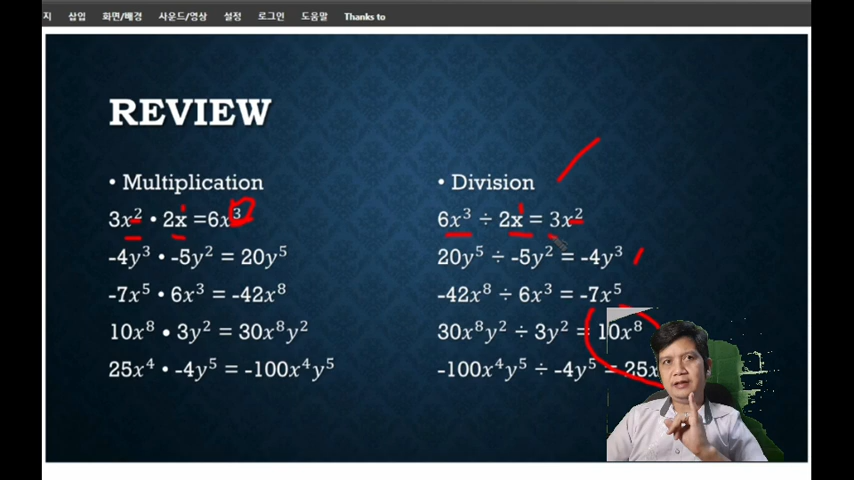 지 삽입 화면/배경 사운드/영상 설정 로그인 도움말 Thanks to
REVIEW
• Multiplication
3x² • 2x¹ =6x³
-4y³ • -5y² = 20y⁵
-7x⁵ • 6x³ = -42x⁸
10x⁸ • 3y² = 30x⁸y²
25x⁴ • -4y⁵ = -100x⁴y⁵
• Division
6x³ ÷ 2x¹ = 3x²
20y⁵ ÷ -5y² = -4y³
-42x⁸ ÷ 6x³ = -7x⁵
30x⁸y² ÷ 3y² = 10x⁸
-100x⁴y⁵ ÷ -4y⁵ = 25x